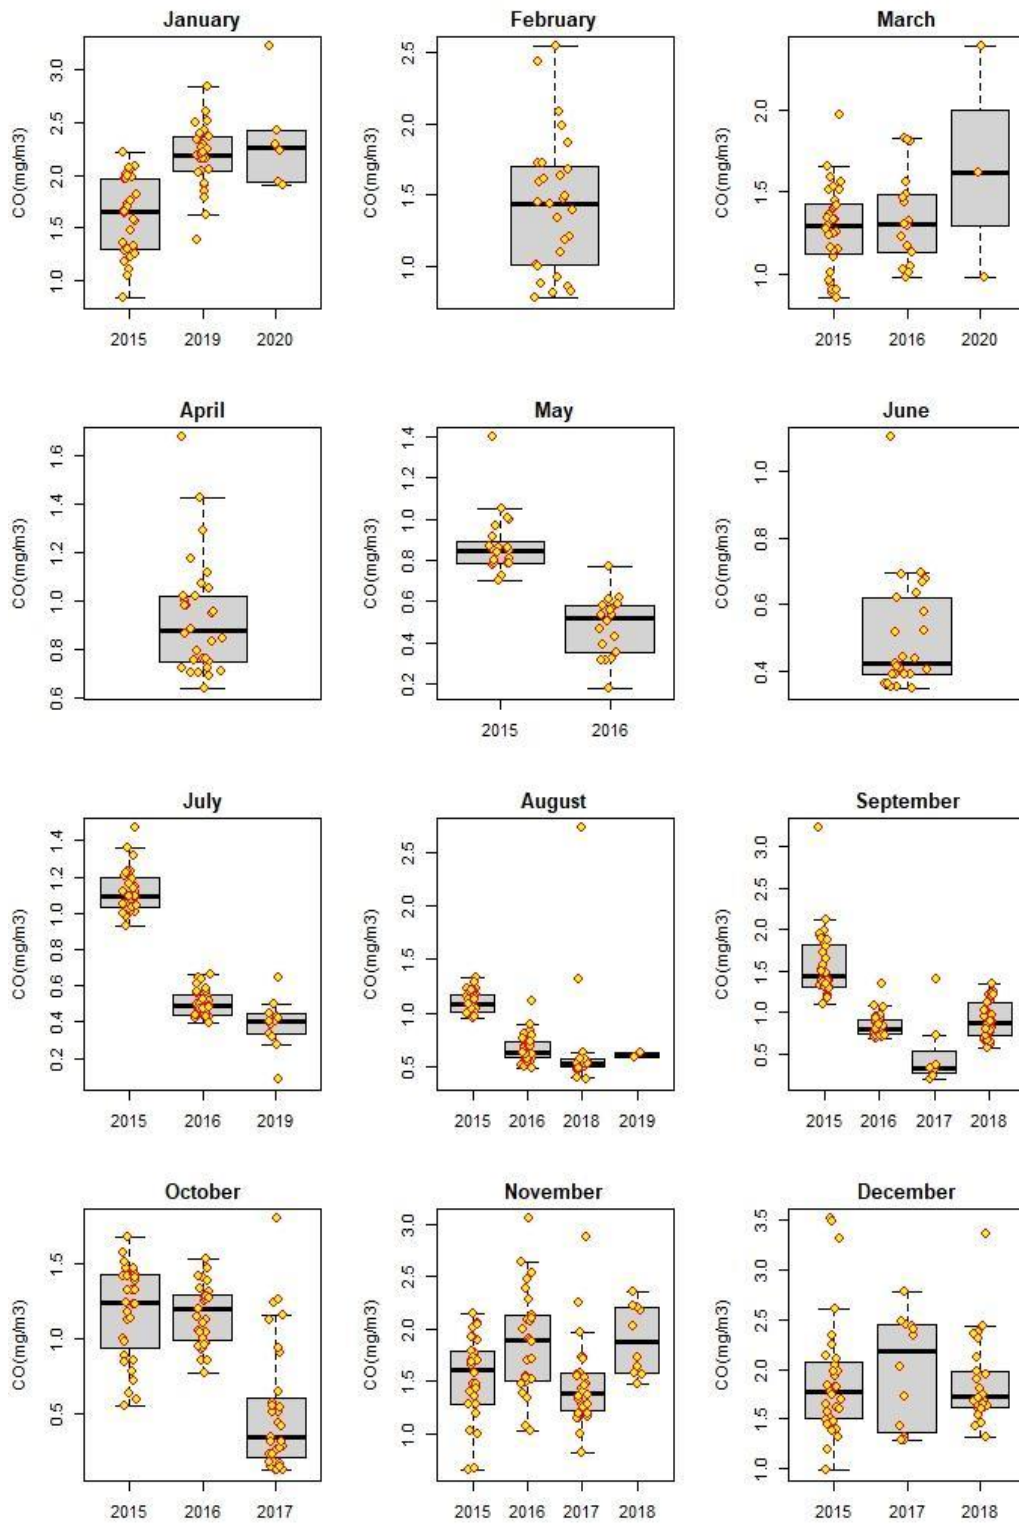 January
CO(mg/m3)
3.0
2.5
2.0
1.5
1.0
2015 2019 2020
February
CO(mg/m3)
2.5
2.0
1.5
1.0
March
CO(mg/m3)
2.0
1.5
1.0
2015 2016 2020
April
CO(mg/m3)
1.6
1.4
1.2
1.0
0.8
0.6
May
CO(mg/m3)
1.4
1.2
1.0
0.8
0.6
0.4
0.2
2015 2016
June
CO(mg/m3)
1.0
0.8
0.6
0.4
July
CO(mg/m3)
1.4
1.2
1.0
0.8
0.6
0.4
0.2
2015 2016 2019
August
CO(mg/m3)
2.5
2.0
1.5
1.0
0.5
2015 2016 2018 2019
September
CO(mg/m3)
3.0
2.5
2.0
1.5
1.0
0.5
2015 2016 2017 2018
October
CO(mg/m3)
1.5
1.0
0.5
2015 2016 2017
November
CO(mg/m3)
3.0
2.5
2.0
1.5
1.0
2015 2016 2017 2018
December
CO(mg/m3)
3.5
3.0
2.5
2.0
1.5
1.0
2015 2017 2018